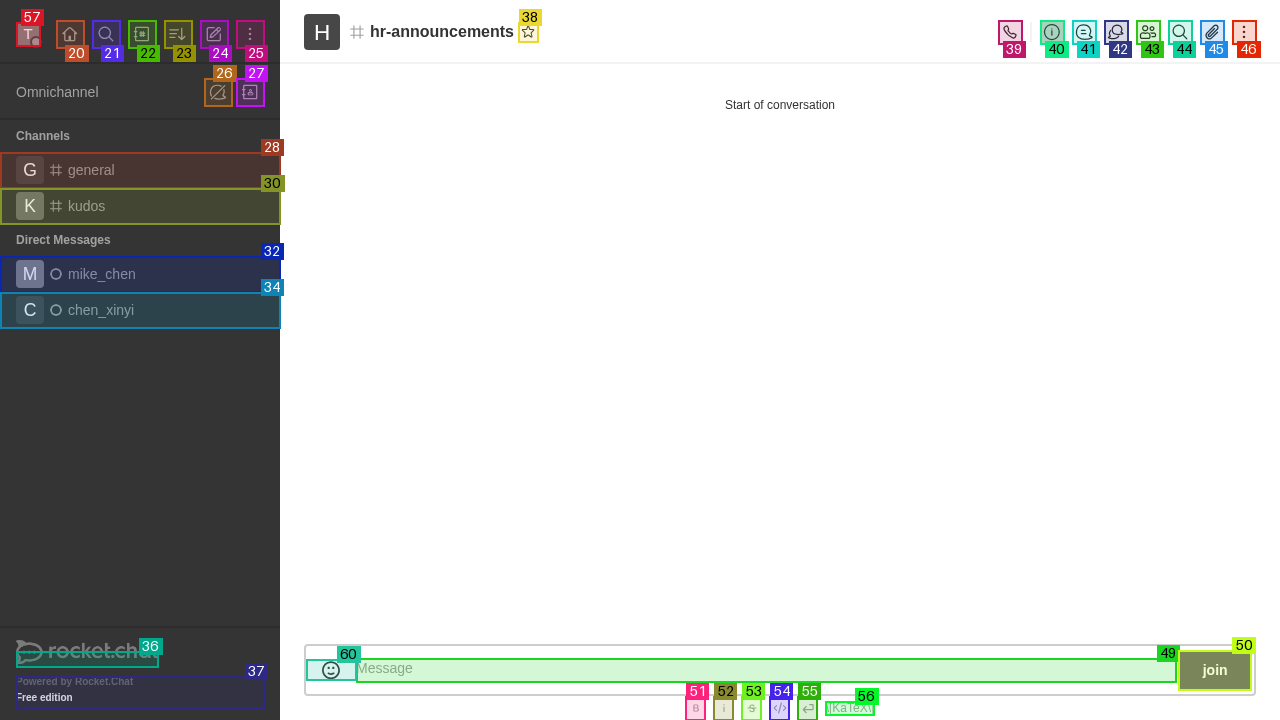 57
T
20
21
22
23
24
25
Omnichannel
26
27
Channels
28
G general
30
K kudos
Direct Messages
32
M mike_chen
34
C chen_xinyi
36
rocket.chat
37
Powered by Rocket.Chat
Free edition
H hr-announcements
38
39
40
41
42
43
44
45
46
Start of conversation
60
Message
49
50
join
51
52
53
54
55
56
B
i
S
</>
\[KaTeX\]